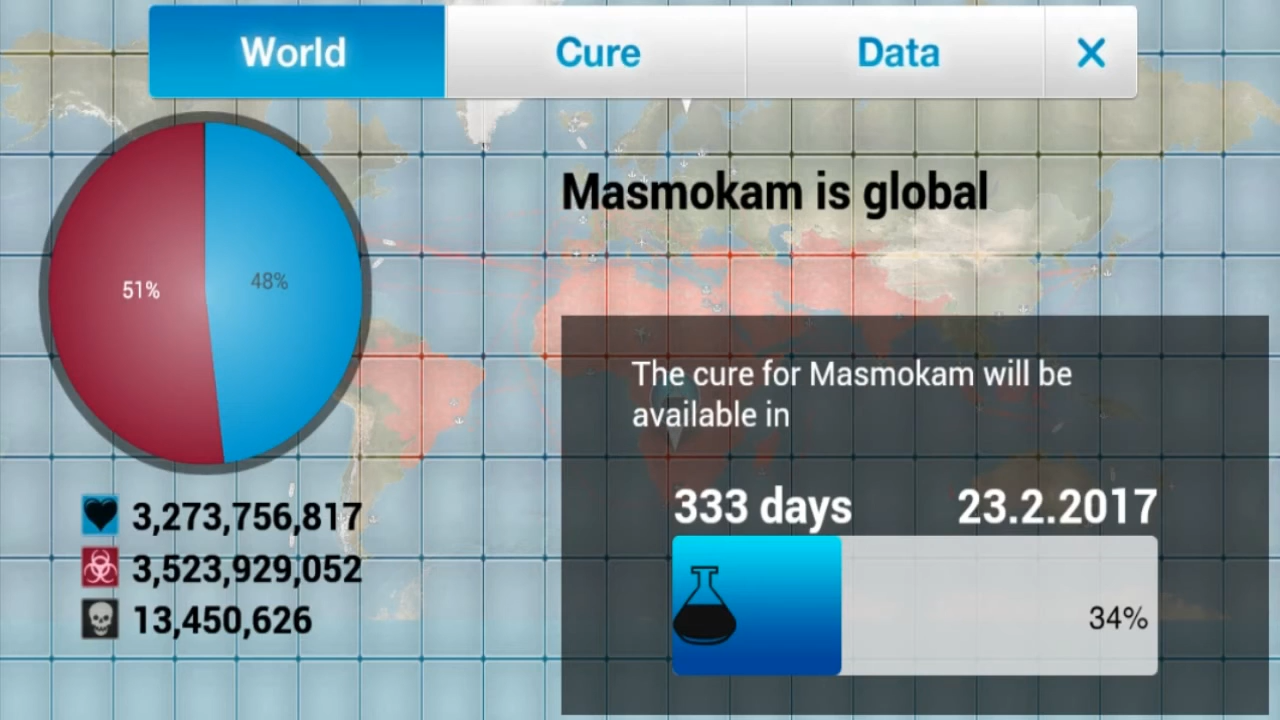 World
Cure
Data
X
Masmokam is global
51%
48%
The cure for Masmokam will be
available in
333 days
23.2.2017
34%
3,273,756,817
3,523,929,052
13,450,626